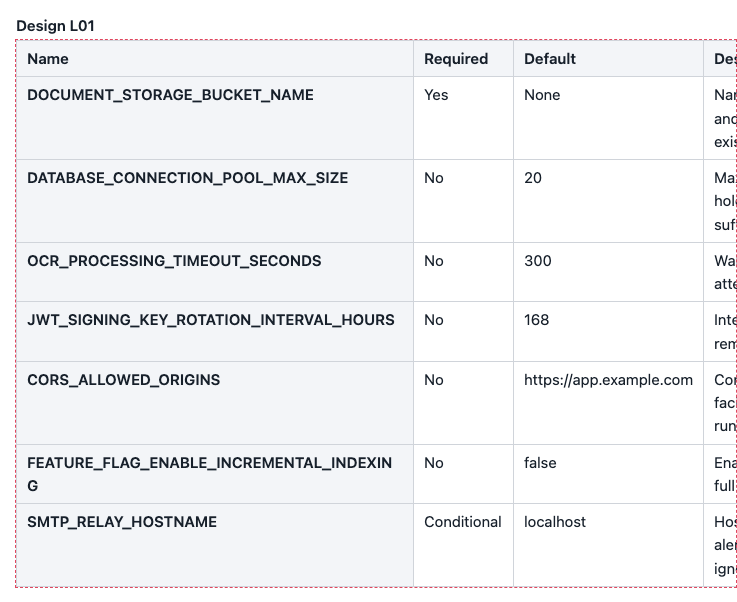 Design L01
Name Required Default
DOCUMENT_STORAGE_BUCKET_NAME Yes None
DATABASE_CONNECTION_POOL_MAX_SIZE No 20
OCR_PROCESSING_TIMEOUT_SECONDS No 300
JWT_SIGNING_KEY_ROTATION_INTERVAL_HOURS No 168
CORS_ALLOWED_ORIGINS No https://app.example.com
FEATURE_FLAG_ENABLE_INCREMENTAL_INDEXIN No false
G full
SMTP_RELAY_HOSTNAME Conditional localhost